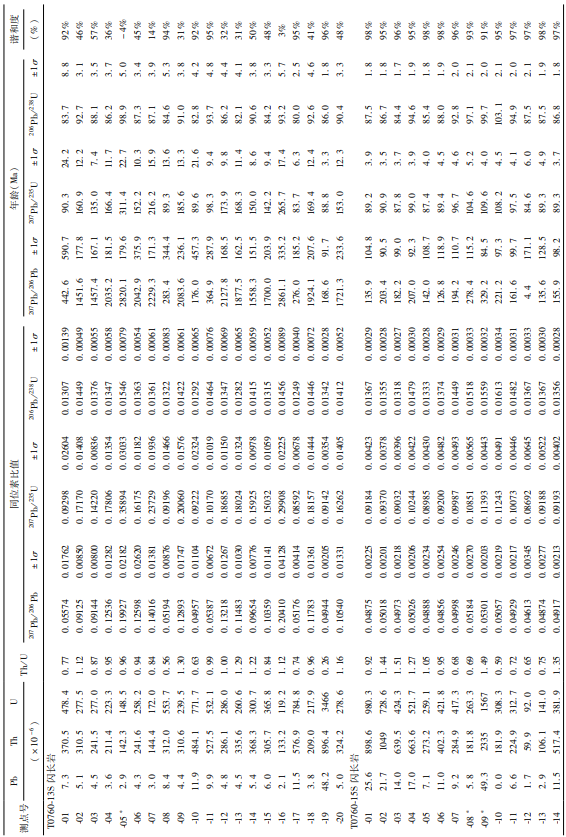 测点号 Pb Th U Th/U 同位素比值 年龄(Ma) 谐和度
(×10⁻⁶) ²⁰⁷Pb/²⁰⁶Pb ±1σ ²⁰⁷Pb/²³⁵U ±1σ ²⁰⁶Pb/²³⁸U ±1σ ²⁰⁷Pb/²⁰⁶Pb ±1σ ²⁰⁷Pb/²³⁵U ±1σ ²⁰⁶Pb/²³⁸U ±1σ (%)
T0760-13S 闪长岩
-01 7.3 370.5 478.4 0.77 0.05574 0.01762 0.09298 0.02604 0.01307 0.00139 442.6 590.7 90.3 24.2 83.7 8.8 92%
-02 5.1 310.5 277.5 1.12 0.09125 0.00850 0.17170 0.01408 0.01449 0.00049 1451.6 177.8 160.9 12.2 92.7 3.1 46%
-03 4.5 241.5 277.0 0.87 0.09144 0.00800 0.14220 0.00836 0.01376 0.00055 1457.4 167.1 135.0 7.4 88.1 3.5 57%
-04 3.6 211.4 223.3 0.95 0.12536 0.01282 0.17806 0.01354 0.01347 0.00058 2035.2 181.5 166.4 11.7 86.2 3.7 36%
-05* 2.9 142.3 148.5 0.96 0.19927 0.02182 0.35894 0.03033 0.01546 0.00079 2820.1 179.6 311.4 22.7 98.9 5.0 -4%
-06 4.3 241.6 258.2 0.94 0.12598 0.02620 0.16175 0.01182 0.01363 0.00054 2042.9 375.9 152.2 10.3 87.3 3.4 45%
-07 3.0 144.4 172.0 0.84 0.14016 0.01381 0.23729 0.01936 0.01361 0.00061 2229.3 171.3 216.2 15.9 87.1 3.9 14%
-08 8.4 312.0 553.7 0.56 0.05194 0.00876 0.09196 0.01466 0.01322 0.00083 283.4 344.4 89.3 13.6 84.6 5.3 94%
-09 4.4 310.6 239.5 1.30 0.12893 0.01747 0.20060 0.01576 0.01422 0.00061 2083.6 236.1 185.6 13.3 91.0 3.8 31%
-10 11.9 484.1 771.7 0.63 0.04957 0.01104 0.09222 0.02324 0.01292 0.00065 176.0 457.3 89.6 21.6 82.8 4.2 92%
-11 9.9 527.5 532.1 0.99 0.05387 0.00672 0.10170 0.01019 0.01464 0.00076 364.9 287.9 98.3 9.4 93.7 4.8 95%
-12 4.8 286.1 286.0 1.00 0.13218 0.01267 0.18685 0.01150 0.01347 0.00069 2127.8 168.5 173.9 9.8 86.2 4.4 32%
-13 4.5 335.6 260.6 1.29 0.11483 0.01030 0.18024 0.01324 0.01282 0.00065 1877.5 162.5 168.3 11.4 82.1 4.1 31%
-14 5.4 368.3 300.7 1.22 0.09654 0.00776 0.15925 0.00978 0.01415 0.00059 1558.3 151.5 150.0 8.6 90.6 3.8 50%
-15 6.0 305.7 365.8 0.84 0.10359 0.01141 0.15032 0.01059 0.01315 0.00052 1700.0 203.9 142.2 9.4 84.2 3.3 48%
-16 2.1 133.2 119.2 1.12 0.20410 0.04128 0.29908 0.02225 0.01456 0.00089 2861.1 335.2 265.7 17.4 93.2 5.7 3%
-17 11.5 576.9 784.8 0.74 0.05176 0.00414 0.08592 0.00678 0.01249 0.00040 276.0 185.2 83.7 6.3 80.0 2.5 95%
-18 3.8 209.0 217.9 0.96 0.11783 0.01361 0.18157 0.01444 0.01446 0.00072 1924.1 207.6 169.4 12.4 92.6 4.6 41%
-19 48.2 896.4 3466 0.26 0.04944 0.00205 0.09142 0.00354 0.01342 0.00028 168.6 91.7 88.8 3.3 86.0 1.8 96%
-20 5.0 324.2 278.6 1.16 0.10540 0.01331 0.16262 0.01405 0.01412 0.00052 1721.3 233.6 153.0 12.3 90.4 3.3 48%
T0760-15S 闪长岩
-01 25.6 898.6 980.3 0.92 0.04875 0.00225 0.09184 0.00423 0.01367 0.00029 135.9 104.8 89.2 3.9 87.5 1.8 98%
-02 21.7 1049 728.6 1.44 0.05018 0.00201 0.09370 0.00378 0.01355 0.00028 203.4 90.5 90.9 3.5 86.7 1.8 95%
-03 14.0 639.5 424.3 1.51 0.04973 0.00218 0.09032 0.00396 0.01318 0.00027 182.2 99.0 87.8 3.7 84.4 1.7 96%
-04 17.0 663.6 521.7 1.27 0.05026 0.00206 0.10244 0.00422 0.01479 0.00030 207.0 92.3 99.0 3.9 94.6 1.9 95%
-05 7.1 273.2 259.1 1.05 0.04888 0.00234 0.08985 0.00430 0.01333 0.00028 142.0 108.7 87.4 4.0 85.4 1.8 98%
-06 11.0 402.3 421.8 0.95 0.04856 0.00254 0.09200 0.00482 0.01374 0.00029 126.8 118.9 89.4 4.5 88.0 1.9 98%
-07 9.2 284.9 417.3 0.68 0.04998 0.00246 0.09987 0.00493 0.01449 0.00031 194.2 110.7 96.7 4.6 92.8 2.0 96%
-08* 5.8 181.8 263.3 0.69 0.05184 0.00270 0.10851 0.00565 0.01518 0.00033 278.4 115.2 104.6 5.2 97.1 2.1 93%
-09* 49.3 2335 1567 1.49 0.05301 0.00203 0.11393 0.00443 0.01559 0.00032 329.2 84.5 109.6 4.0 99.7 2.0 91%
-10 0.0 181.9 308.3 0.59 0.05057 0.00219 0.11243 0.00491 0.01613 0.00034 221.2 97.3 108.2 4.5 103.1 2.1 95%
-11 6.6 224.9 312.7 0.72 0.04929 0.00217 0.10073 0.00446 0.01482 0.00031 161.6 99.7 97.5 4.1 94.9 2.0 97%
-12 1.7 59.9 92.0 0.65 0.04613 0.00345 0.08692 0.00645 0.01367 0.00033 4.4 171.1 84.6 6.0 87.5 2.1 97%
-13 2.9 106.1 141.0 0.75 0.04874 0.00277 0.09188 0.00522 0.01367 0.00030 135.6 128.5 89.3 4.9 87.5 1.9 98%
-14 11.5 517.4 381.9 1.35 0.04917 0.00213 0.09193 0.00402 0.01356 0.00028 155.9 98.2 89.3 3.7 86.8 1.8 97%